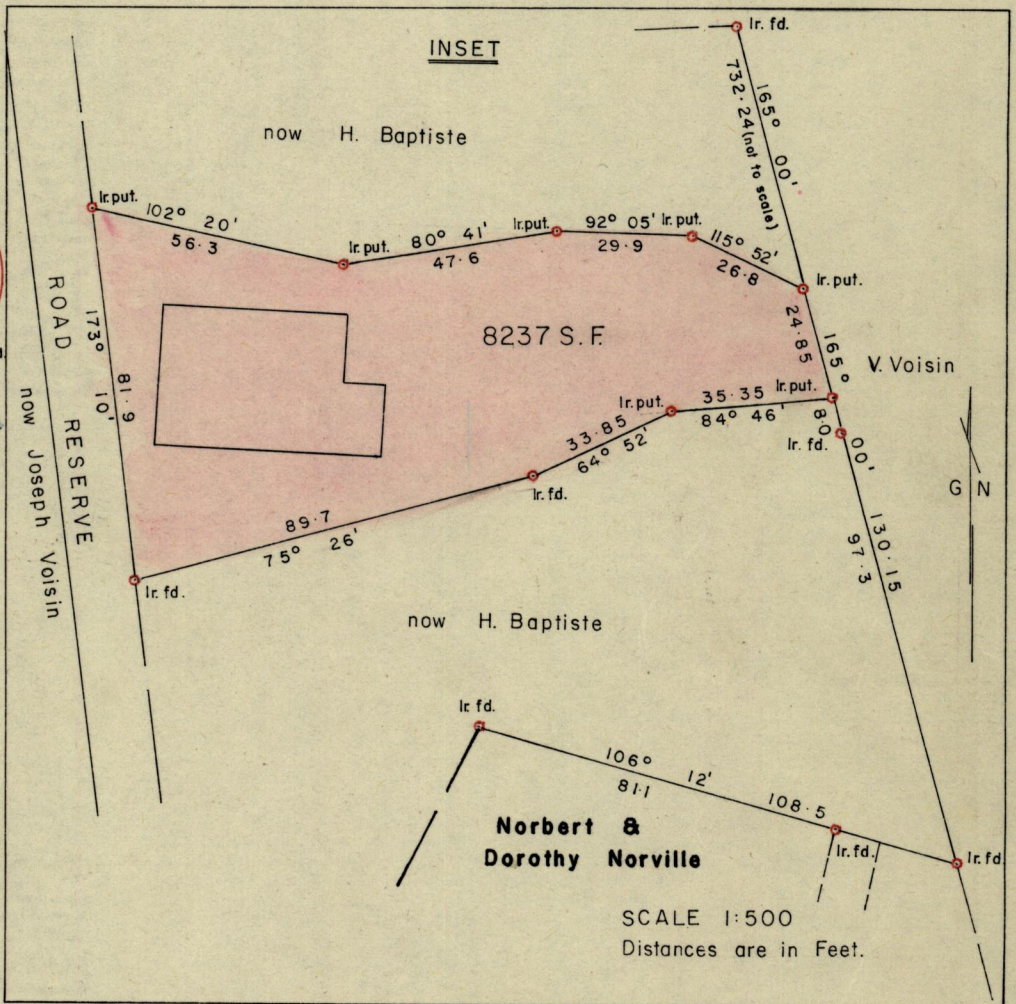 INSET
Ir. fd.
165° 00'
732·24 (not to scale)
now H. Baptiste
Ir. put.
102° 20'
56·3
Ir. put.
80° 41'
47·6
Ir. put.
92° 05'
29·9
Ir. put.
115° 52'
26·8
Ir. put.
ROAD RESERVE
now Joseph Voisin
173° 10'
81·9
8237 S.F.
24·85
165° 00'
V. Voisin
Ir. put.
35·35
84° 46'
Ir. put.
8·0
Ir. fd.
33·85
64° 52'
Ir. fd.
89·7
75° 26'
Ir. fd.
G N
130·15
97·3
now H. Baptiste
Ir. fd.
106° 12'
81·1
108·5
Ir. fd.
Ir. fd.
Norbert &
Dorothy Norville
SCALE 1:500
Distances are in Feet.